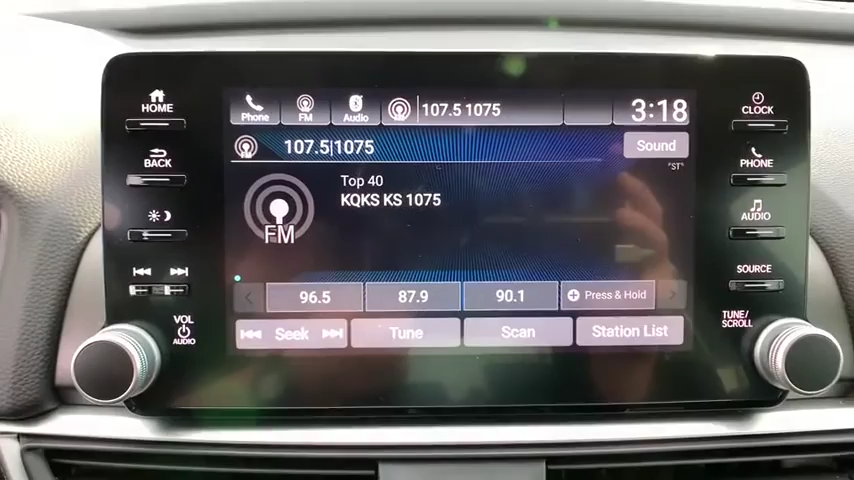 HOME
BACK
VOL
AUDIO
Phone
FM
Audio
107.5 1075
3:18
107.5|1075
Sound
"ST"
Top 40
KQKS KS 1075
FM
96.5
87.9
90.1
Press & Hold
Seek
Tune
Scan
Station List
CLOCK
PHONE
AUDIO
SOURCE
TUNE/
SCROLL